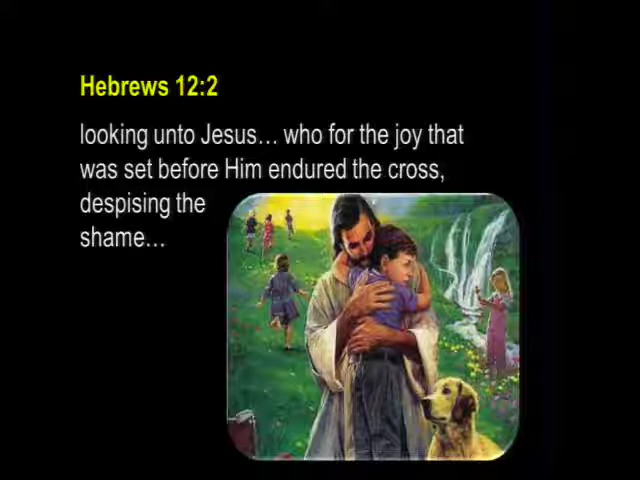 Hebrews 12:2
looking unto Jesus… who for the joy that
was set before Him endured the cross,
despising the
shame…